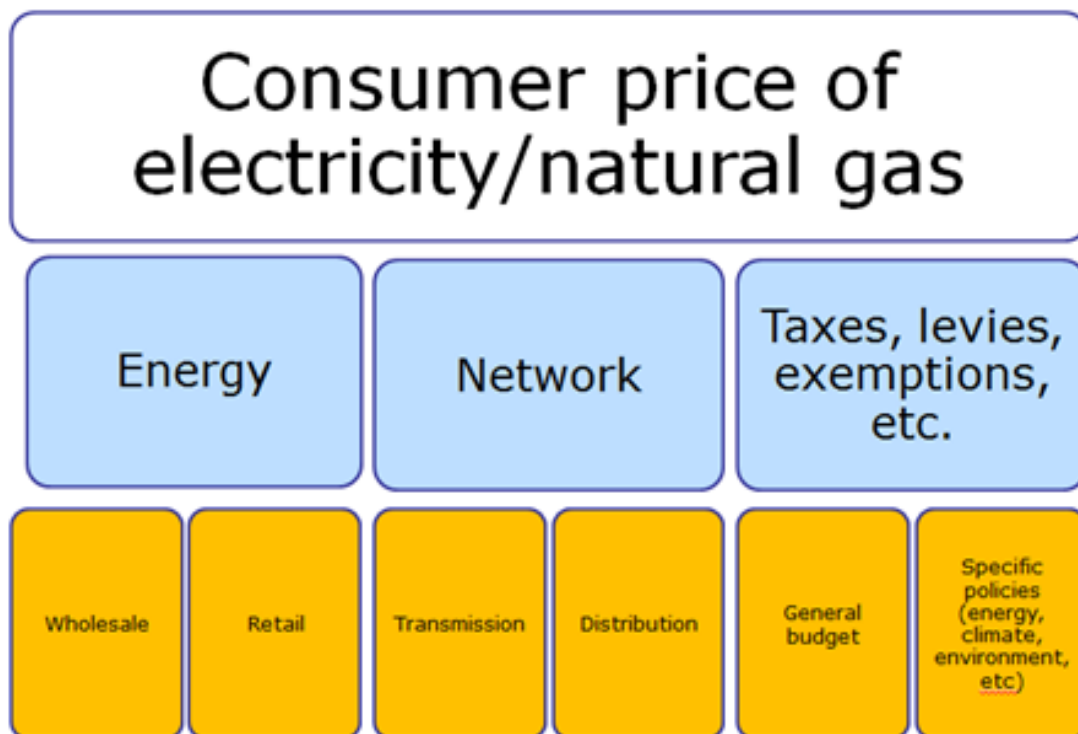 Consumer price of
electricity/natural gas
Energy
Network
Taxes, levies,
exemptions,
etc.
Wholesale
Retail
Transmission
Distribution
General
budget
Specific
policies
(energy,
climate,
environment,
etc)